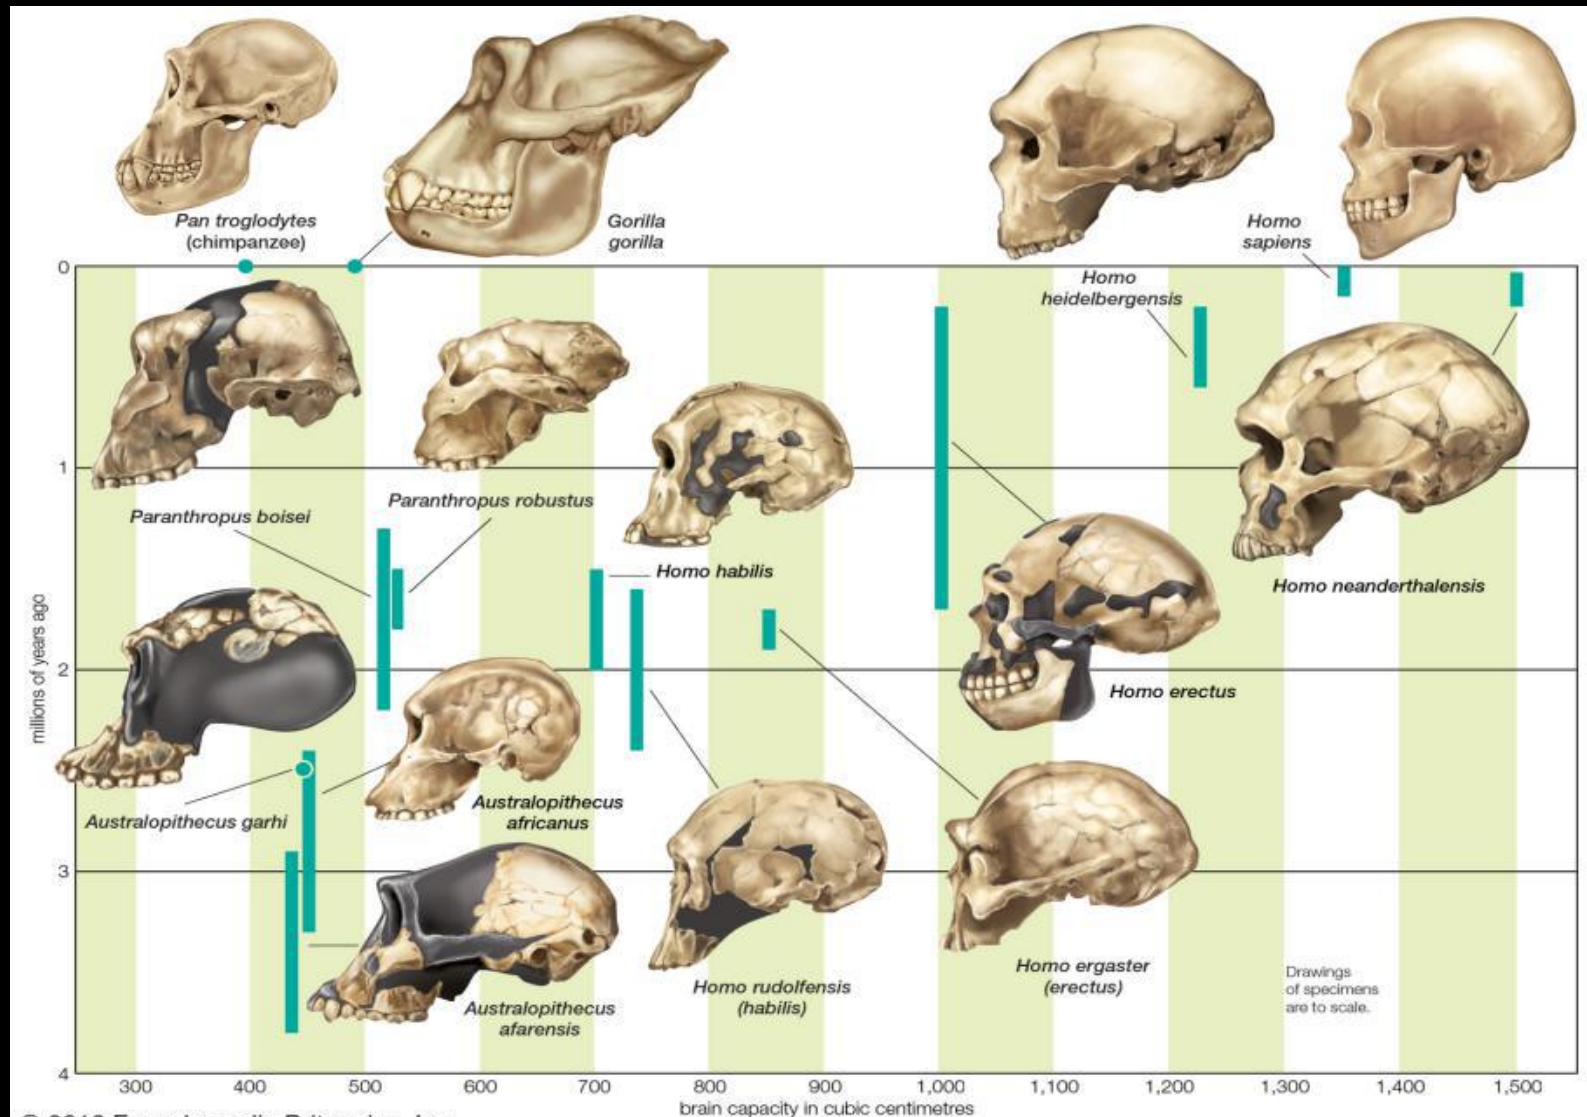 Pan troglodytes
(chimpanzee)
Gorilla
gorilla
Homo
sapiens
Homo
heidelbergensis
0
1
2
3
4
millions of years ago
Paranthropus boisei
Paranthropus robustus
Homo habilis
Homo neanderthalensis
Homo erectus
Australopithecus garhi
Australopithecus
africanus
Australopithecus
afarensis
Homo rudolfensis
(habilis)
Homo ergaster
(erectus)
Drawings
of specimens
are to scale.
300 400 500 600 700 800 900 1,000 1,100 1,200 1,300 1,400 1,500
brain capacity in cubic centimetres